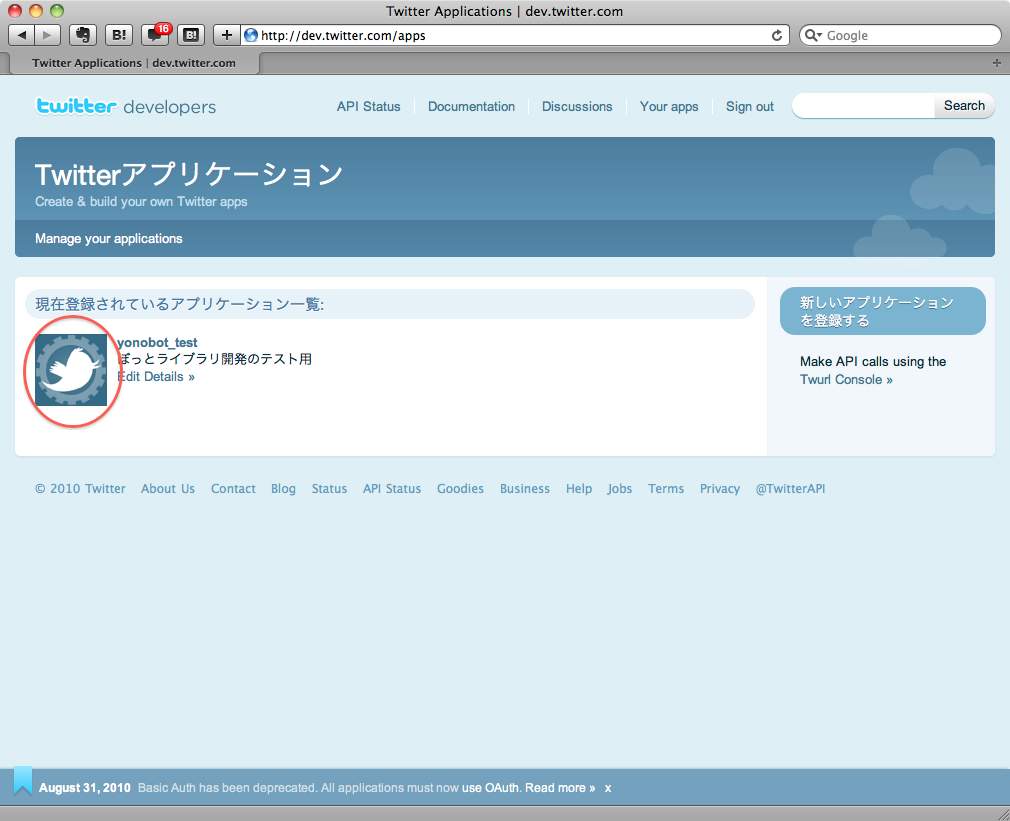 Twitter Applications | dev.twitter.com
B!
16
B!
http://dev.twitter.com/apps
Google
Twitter Applications | dev.twitter.com
twitter developers
API Status
Documentation
Discussions
Your apps
Sign out
Search
Twitterアプリケーション
Create & build your own Twitter apps
Manage your applications
現在登録されているアプリケーション一覧:
yonobot_test
ぼっとライブラリ開発のテスト用
Edit Details »
新しいアプリケーション
を登録する
Make API calls using the
Twurl Console »
© 2010 Twitter About Us Contact Blog Status API Status Goodies Business Help Jobs Terms Privacy @TwitterAPI
August 31, 2010 Basic Auth has been deprecated. All applications must now use OAuth. Read more » x